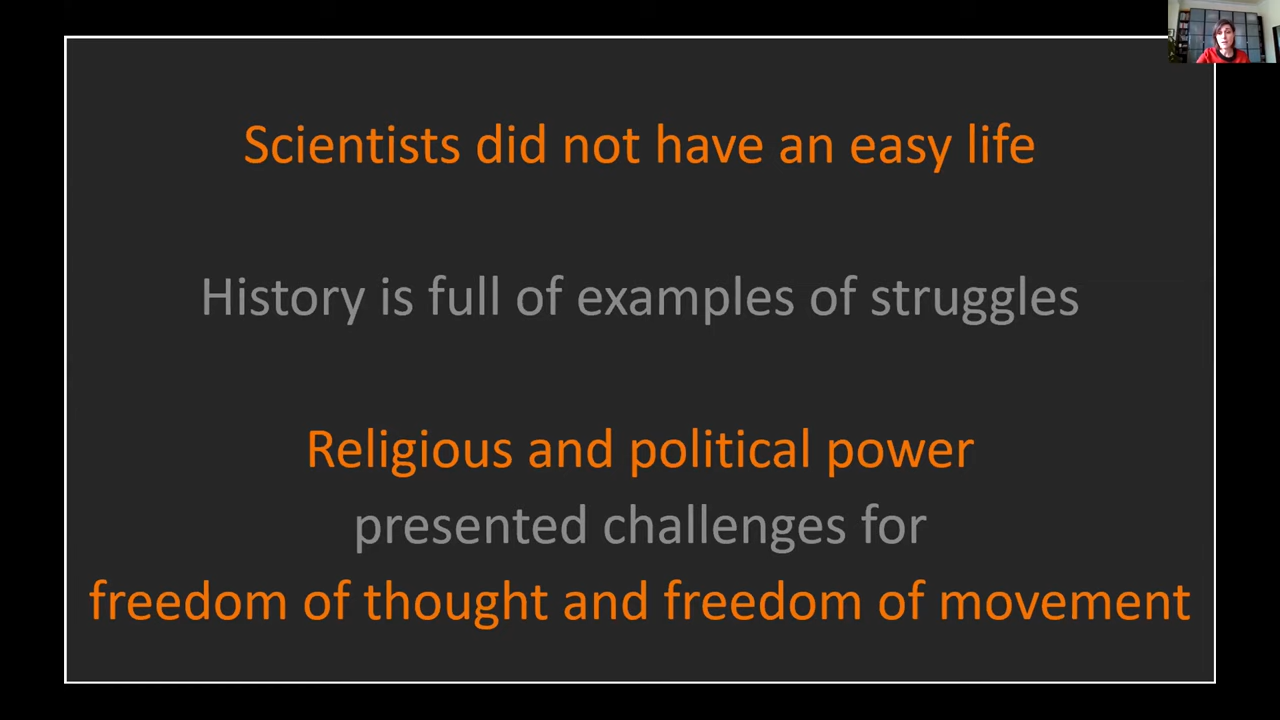 Scientists did not have an easy life
History is full of examples of struggles
Religious and political power
presented challenges for
freedom of thought and freedom of movement